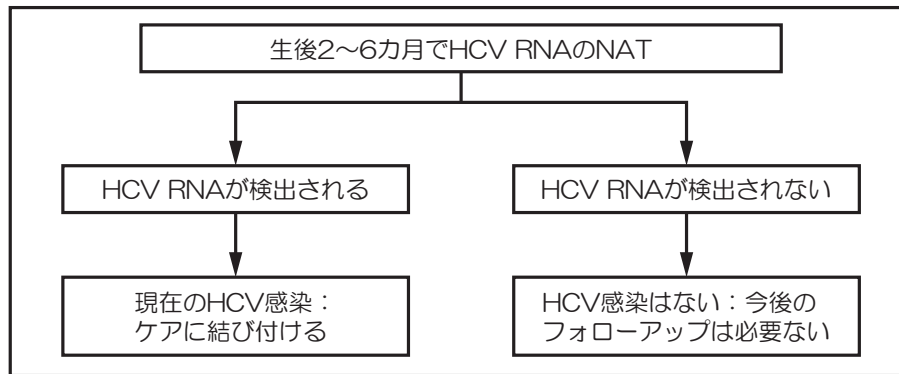 生後2～6カ月でHCV RNAのNAT
HCV RNAが検出される
HCV RNAが検出されない
現在のHCV感染：
ケアに結び付ける
HCV感染はない：今後の
フォローアップは必要ない